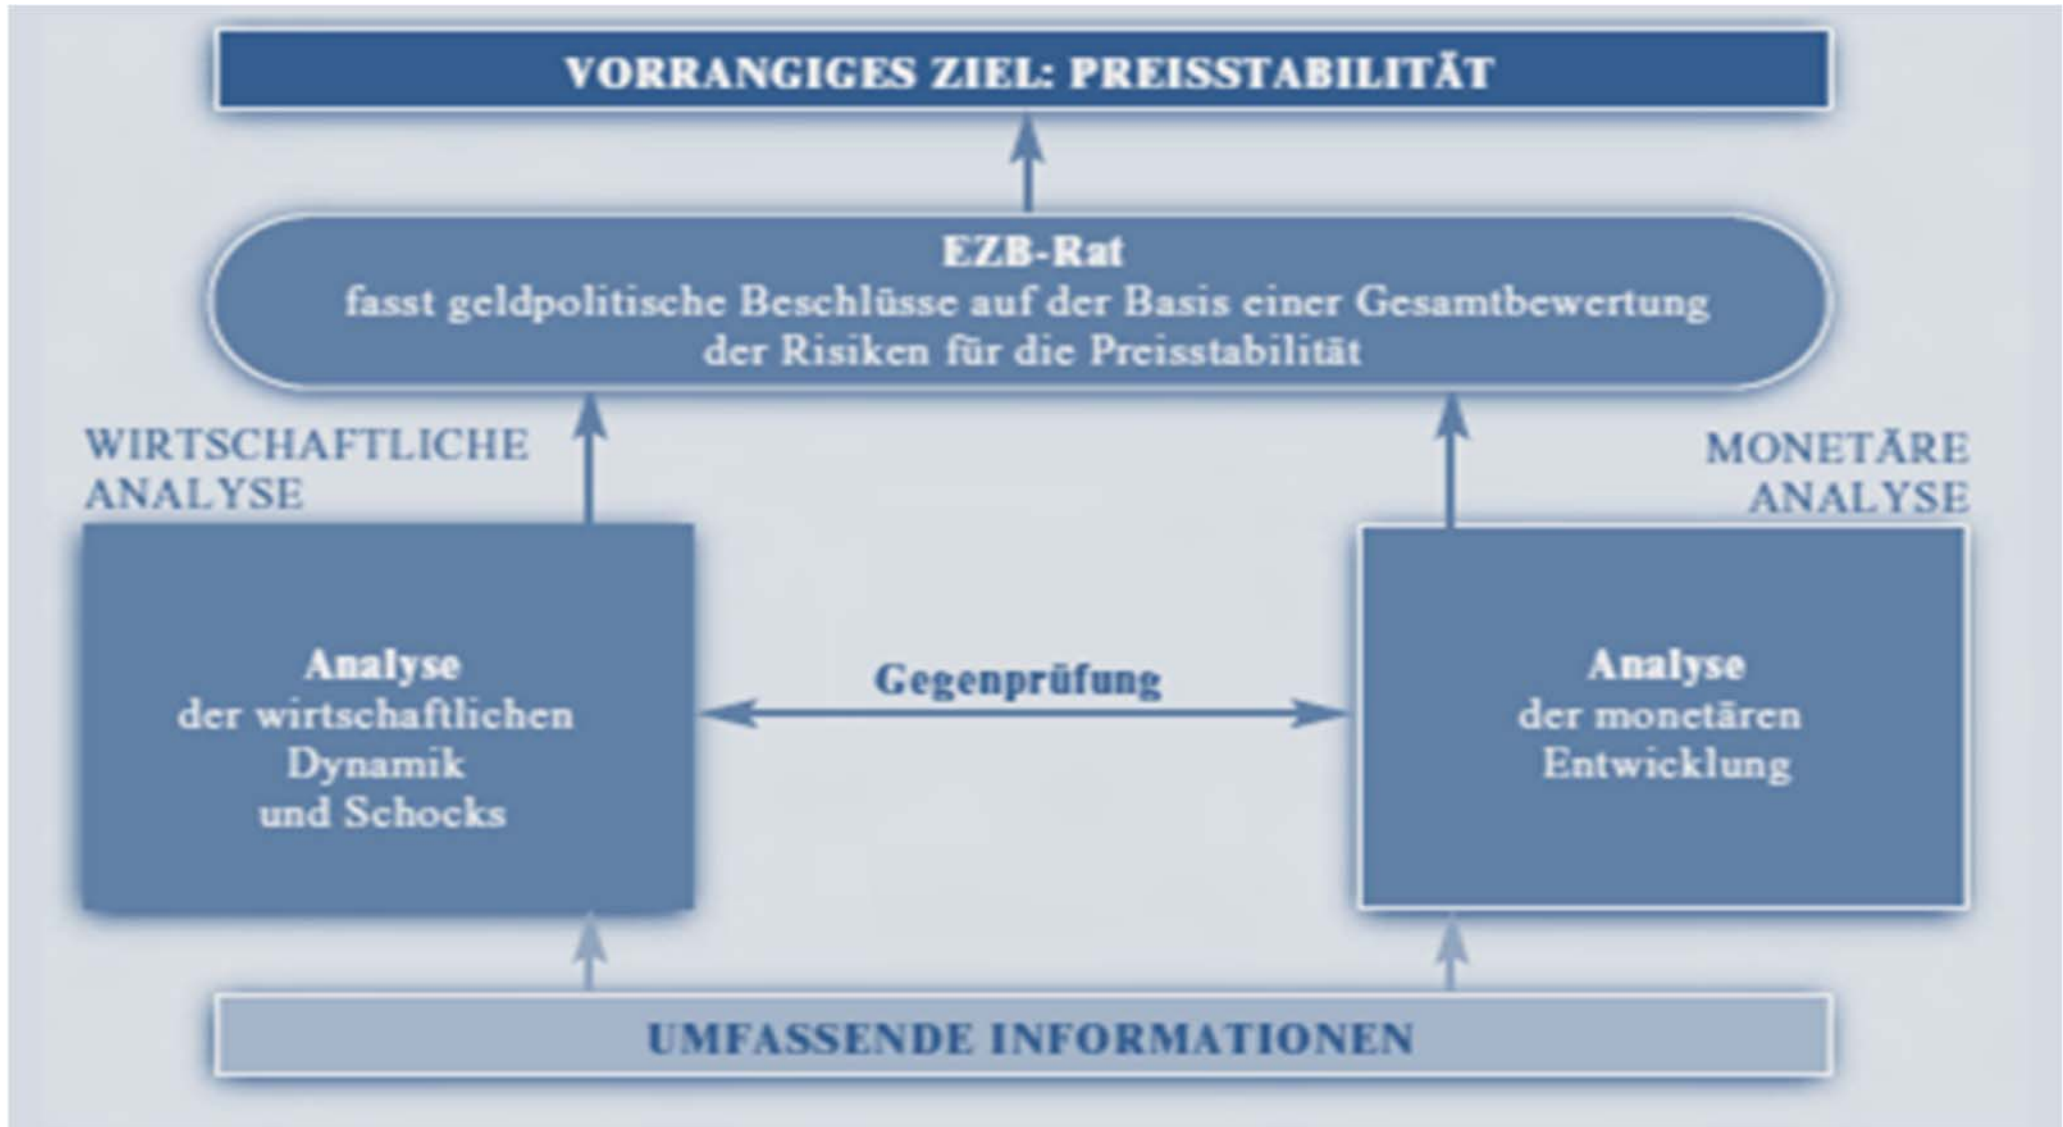 VORRANGIGES ZIEL: PREISSTABILITÄT
EZB-Rat
fasst geldpolitische Beschlüsse auf der Basis einer Gesamtbewertung
der Risiken für die Preisstabilität
WIRTSCHAFTLICHE
ANALYSE
MONETÄRE
ANALYSE
Analyse
der wirtschaftlichen
Dynamik
und Schocks
Gegenprüfung
Analyse
der monetären
Entwicklung
UMFASSENDE INFORMATIONEN